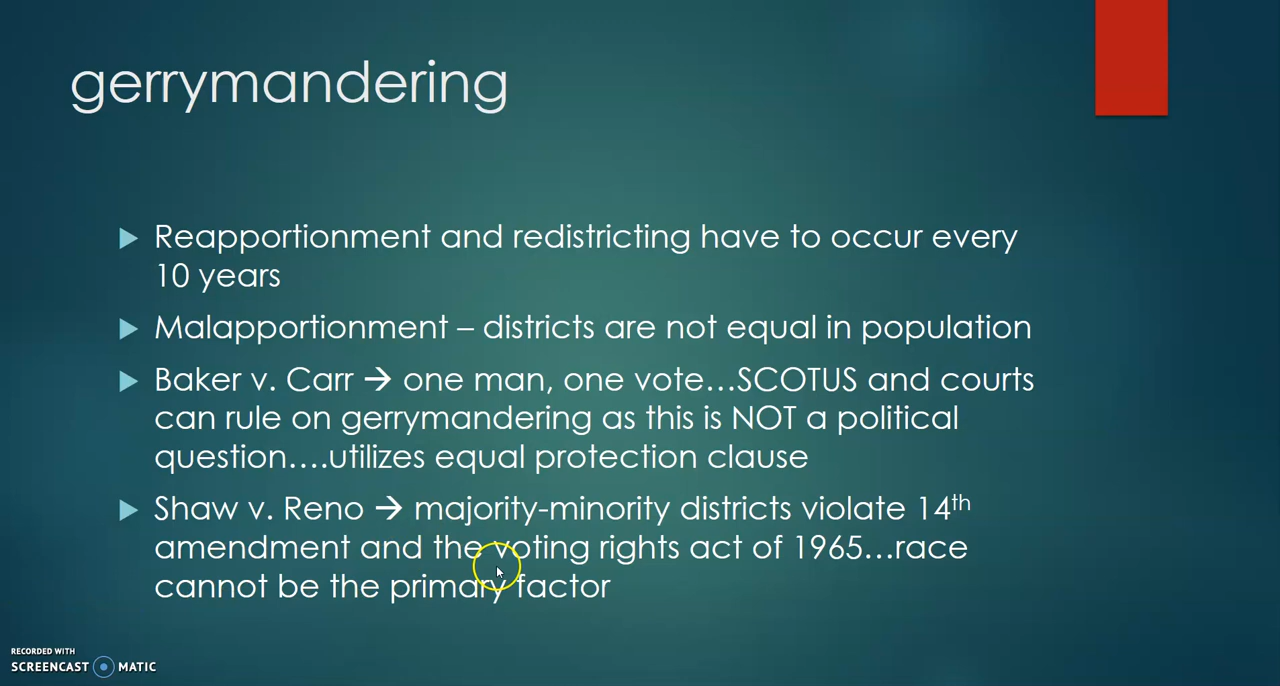 gerrymandering
Reapportionment and redistricting have to occur every
10 years
Malapportionment – districts are not equal in population
Baker v. Carr → one man, one vote…SCOTUS and courts
can rule on gerrymandering as this is NOT a political
question….utilizes equal protection clause
Shaw v. Reno → majority-minority districts violate 14th
amendment and the voting rights act of 1965…race
cannot be the primary factor
RECORDED WITH
SCREENCAST MATIC